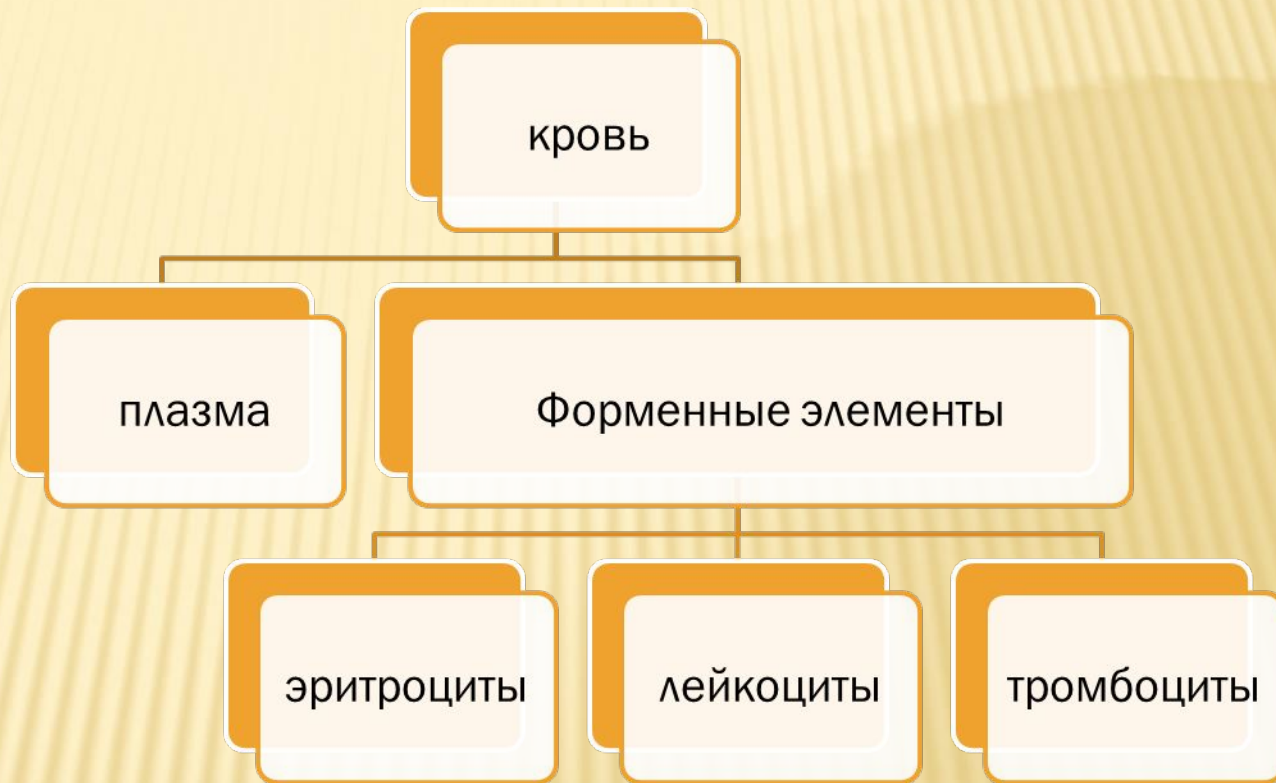 кровь
плазма
Форменные элементы
эритроциты
лейкоциты
тромбоциты